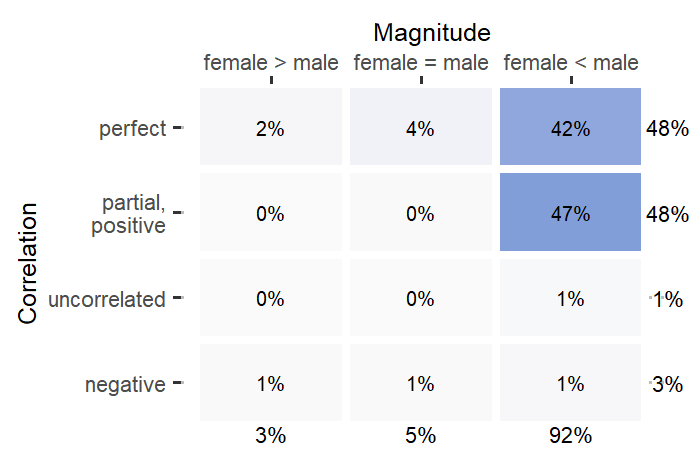 Magnitude
female > male female = male female < male
perfect 2% 4% 42% 48%
partial,
positive 0% 0% 47% 48%
uncorrelated 0% 0% 1% 1%
negative 1% 1% 1% 3%
3% 5% 92%
Correlation